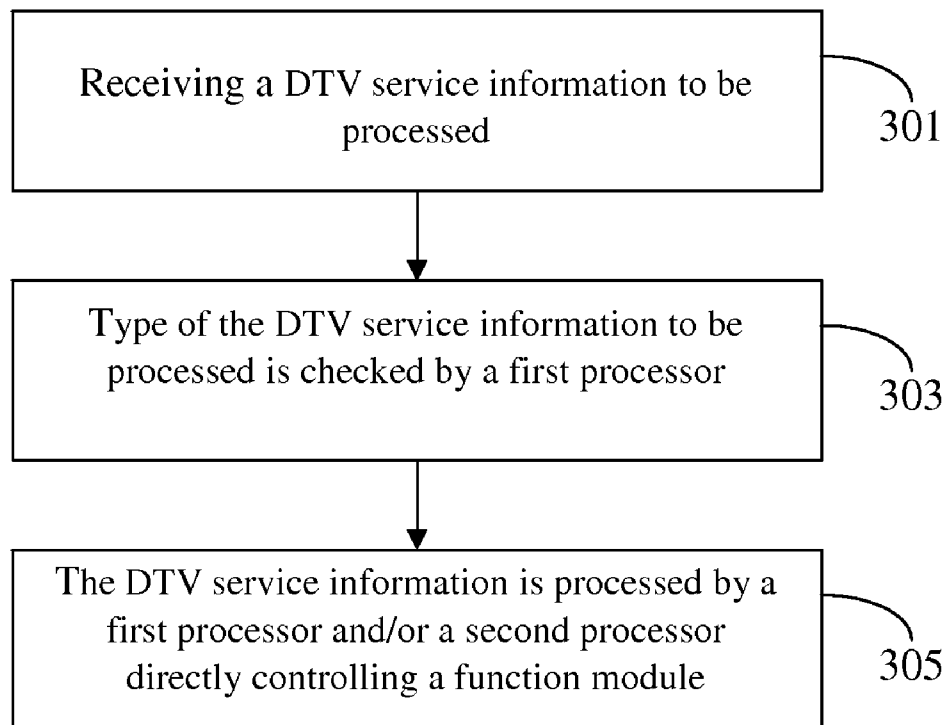 Receiving a DTV service information to be
processed
301
Type of the DTV service information to be
processed is checked by a first processor
303
The DTV service information is processed by a
first processor and/or a second processor
directly controlling a function module
305